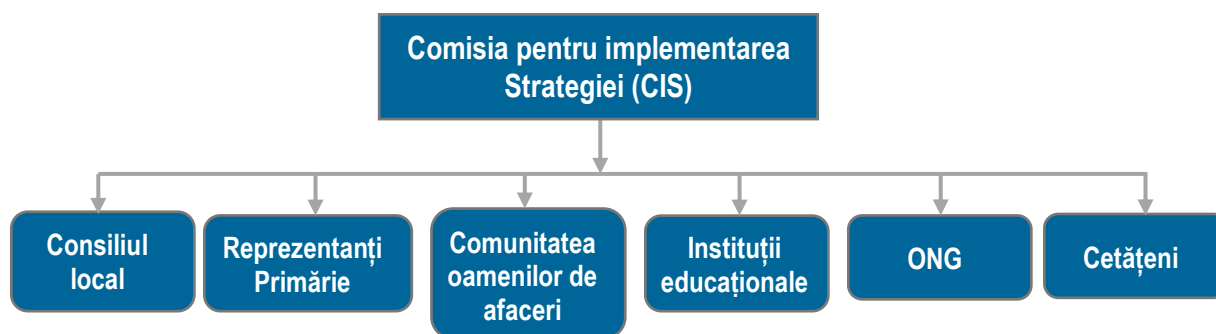 Comisia pentru implementarea
Strategiei (CIS)
Consiliul
local
Reprezentanți
Primărie
Comunitatea
oamenilor de
afaceri
Instituții
educaționale
ONG
Cetățeni